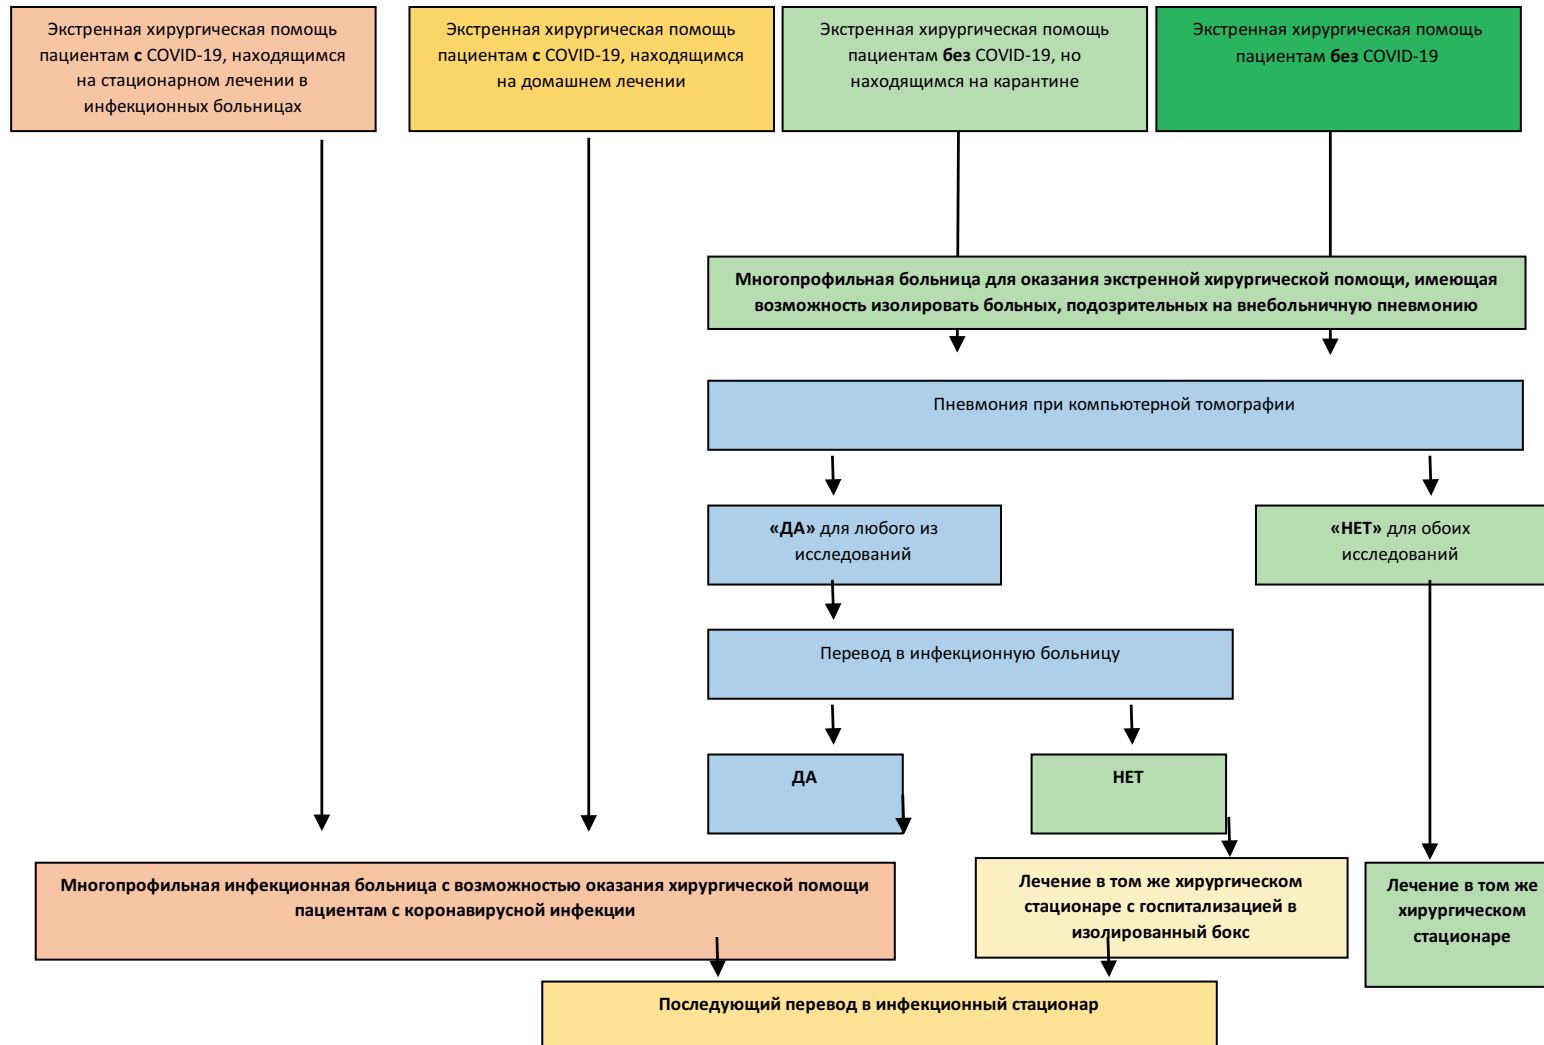 Экстренная хирургическая помощь
пациентам с COVID-19, находящимся
на стационарном лечении в
инфекционных больницах
Экстренная хирургическая помощь
пациентам с COVID-19, находящимся
на домашнем лечении
Экстренная хирургическая помощь
пациентам без COVID-19, но
находящимся на карантине
Экстренная хирургическая помощь
пациентам без COVID-19
Многопрофильная больница для оказания экстренной хирургической помощи, имеющая
возможность изолировать больных, подозрительных на внебольничную пневмонию
Пневмония при компьютерной томографии
«ДА» для любого из
исследований
«НЕТ» для обоих
исследований
Перевод в инфекционную больницу
ДА
НЕТ
Многопрофильная инфекционная больница с возможностью оказания хирургической помощи
пациентам с коронавирусной инфекции
Лечение в том же хирургическом
стационаре с госпитализацией в
изолированный бокс
Лечение в том же
хирургическом
стационаре
Последующий перевод в инфекционный стационар